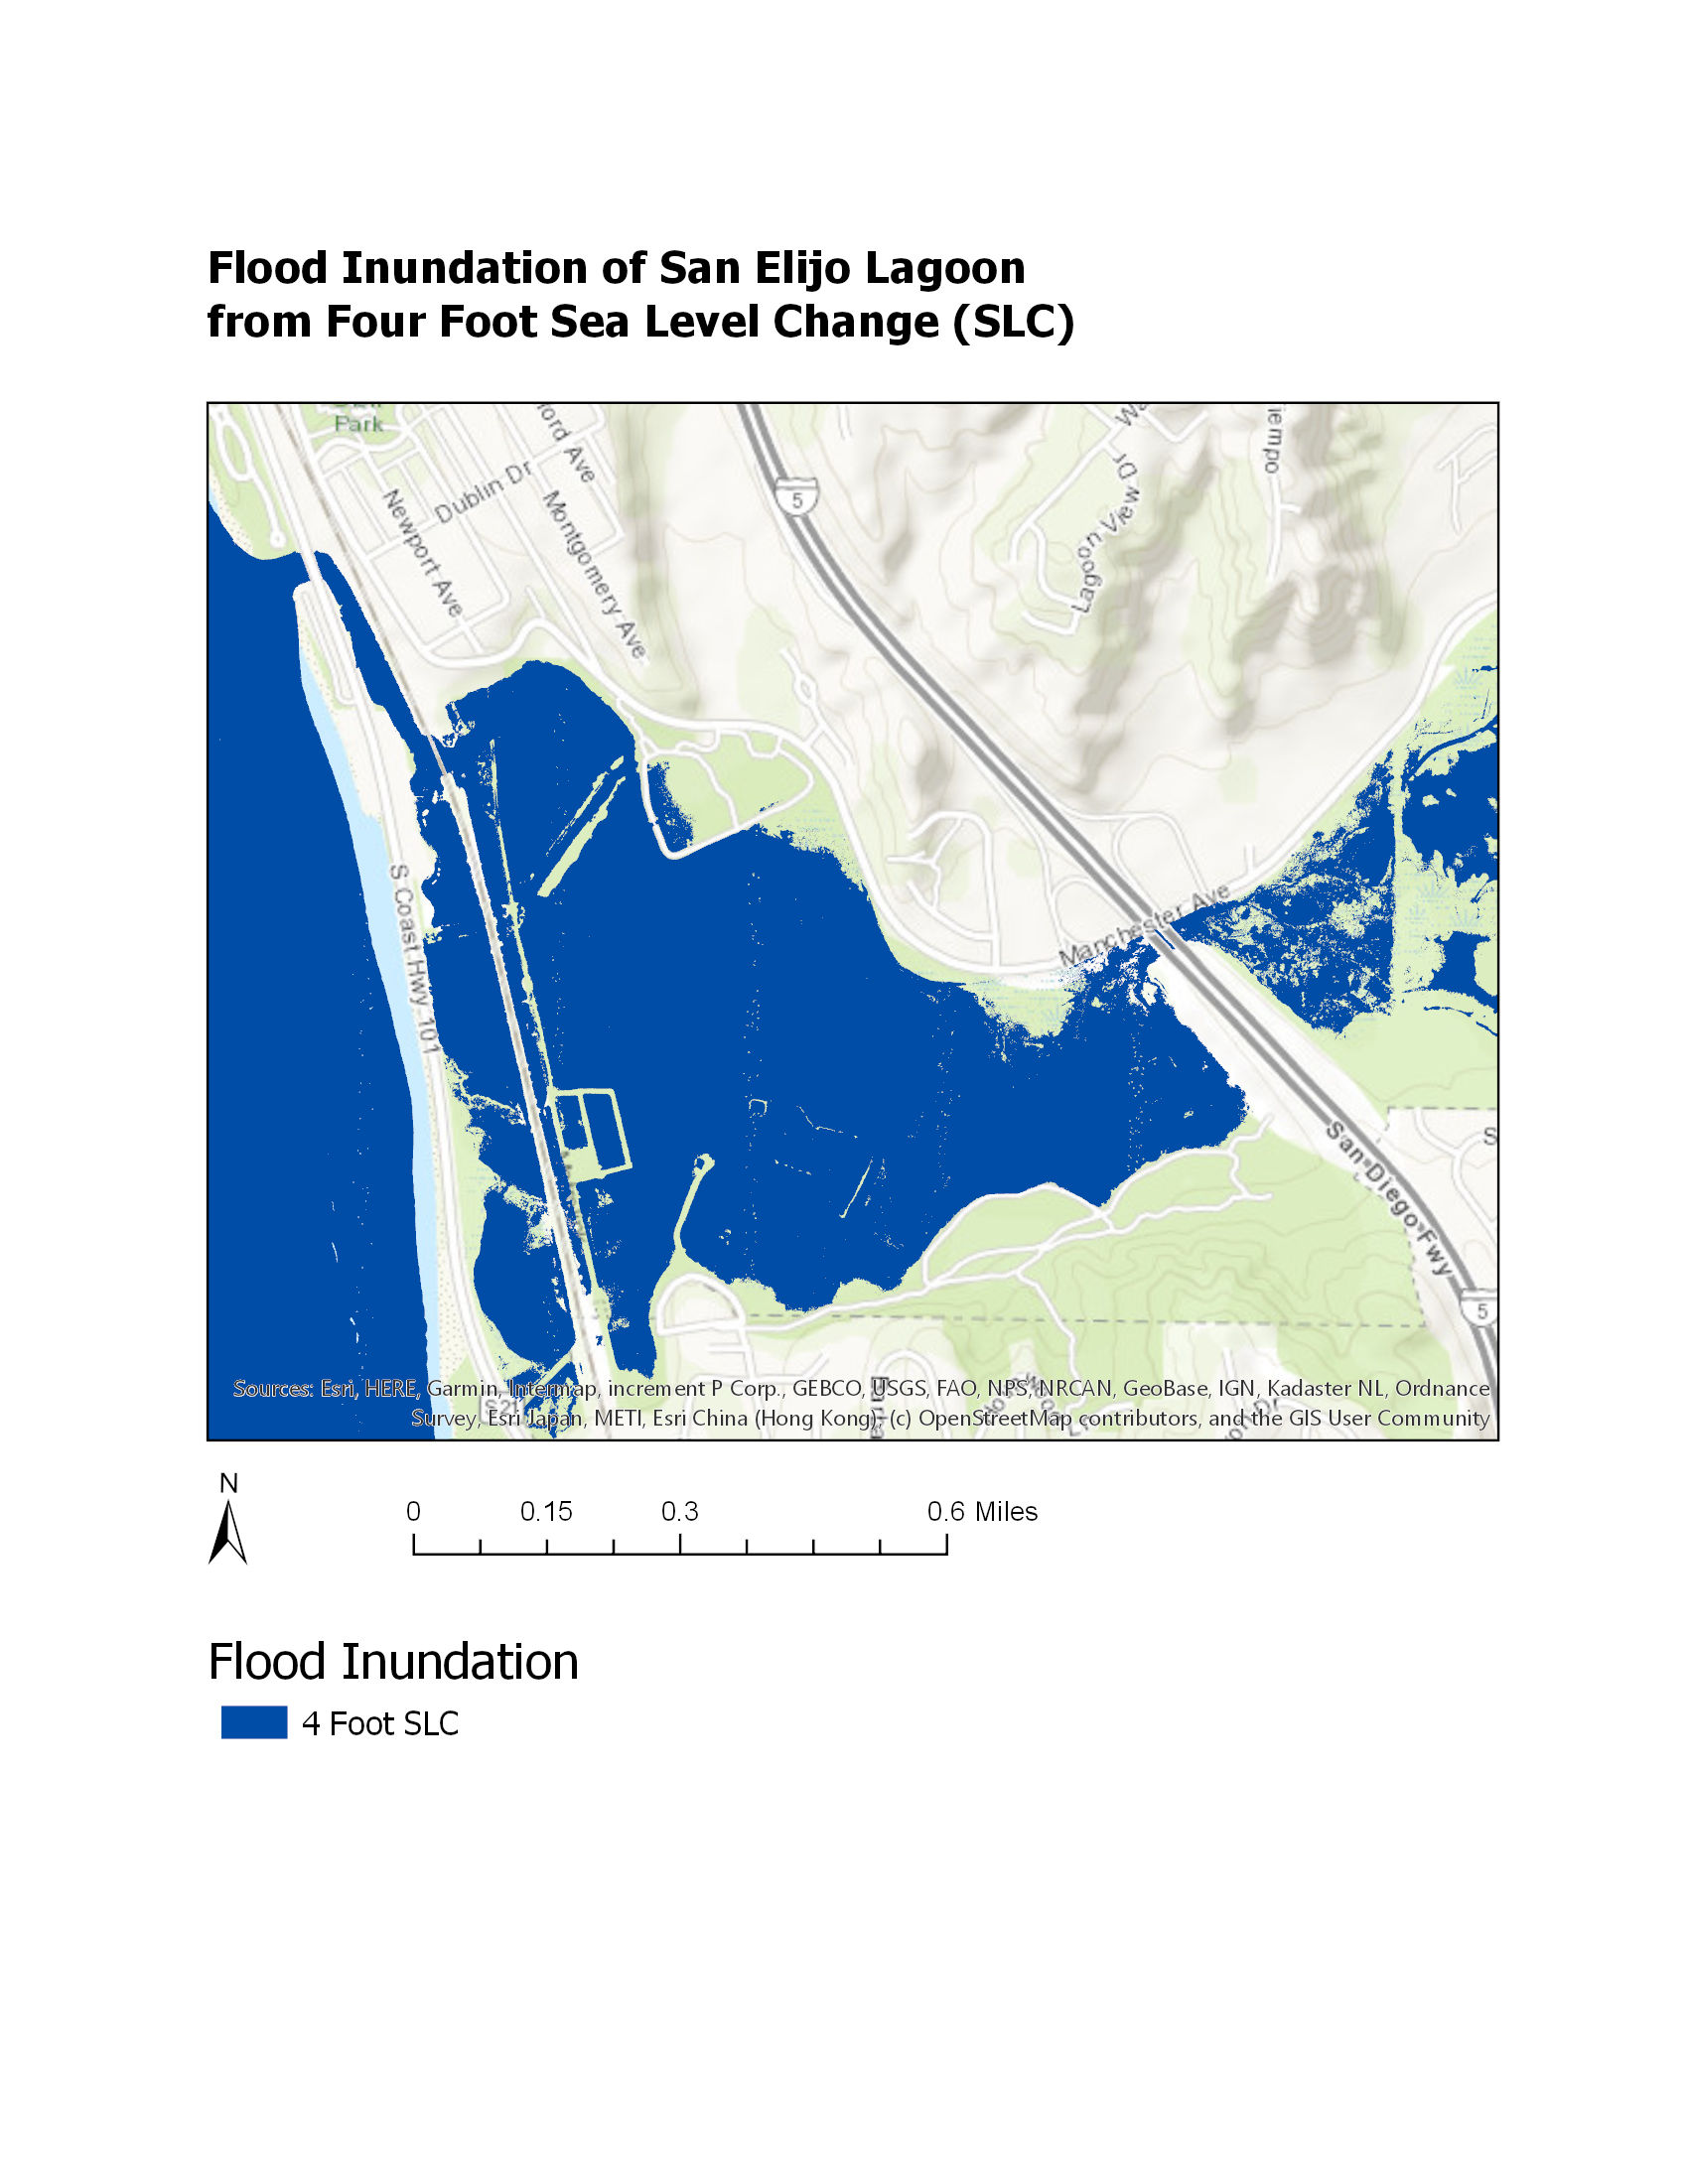 Flood Inundation of San Elijo Lagoon
from Four Foot Sea Level Change (SLC)
Park
Dublin Dr
Newport Ave
Montgomery Ave
ford Ave
5
Lagoon View Dr
Wa
iempo
Manchester Ave
S Coast Hwy 101
San Diego Fwy
S
5
S21
Sources: Esri, HERE, Garmin, Intermap, increment P Corp., GEBCO, USGS, FAO, NPS, NRCAN, GeoBase, IGN, Kadaster NL, Ordnance
Survey, Esri Japan, METI, Esri China (Hong Kong), (c) OpenStreetMap contributors, and the GIS User Community
N
0 0.15 0.3 0.6 Miles
Flood Inundation
4 Foot SLC